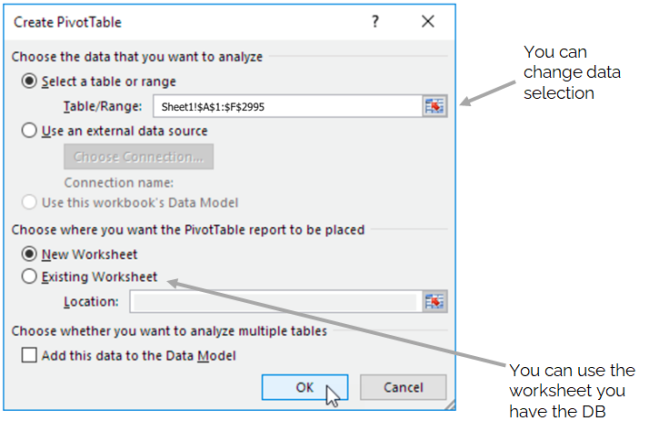 Create PivotTable ? ×
Choose the data that you want to analyze
Select a table or range
Table/Range: Sheet1!$A$1:$F$2995
Use an external data source
Choose Connection...
Connection name:
Use this workbook's Data Model
Choose where you want the PivotTable report to be placed
New Worksheet
Existing Worksheet
Location:
Choose whether you want to analyze multiple tables
Add this data to the Data Model
OK Cancel
You can
change data
selection
You can use the
worksheet you
have the DB